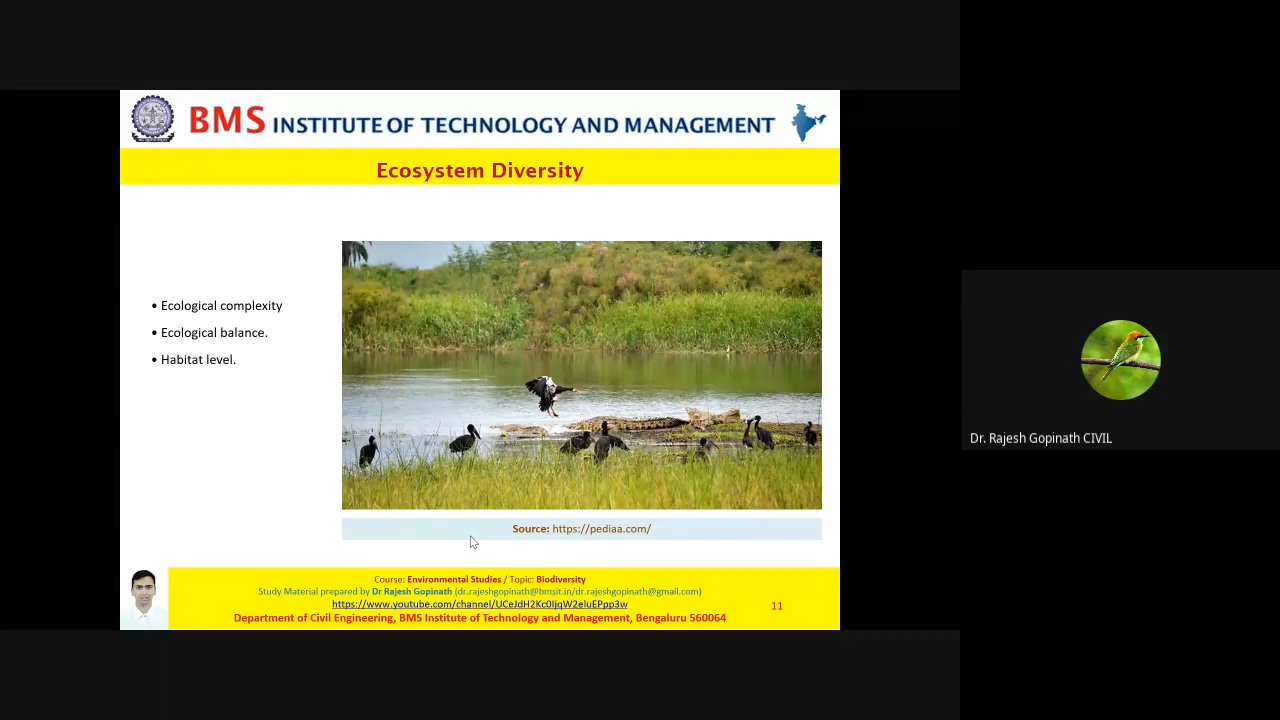 BMS INSTITUTE OF TECHNOLOGY AND MANAGEMENT
Ecosystem Diversity
• Ecological complexity
• Ecological balance.
• Habitat level.
Source: https://pediaa.com/
Course: Environmental Studies / Topic: Biodiversity
Study Material prepared by Dr Rajesh Gopinath (dr.rajeshgopinath@bmsit.in/dr.rajeshgopinath@gmail.com)
https://www.youtube.com/channel/UCeJdH2Kc0IjqW2eluEPpp3w
11
Department of Civil Engineering, BMS Institute of Technology and Management, Bengaluru 560064
Dr. Rajesh Gopinath CIVIL